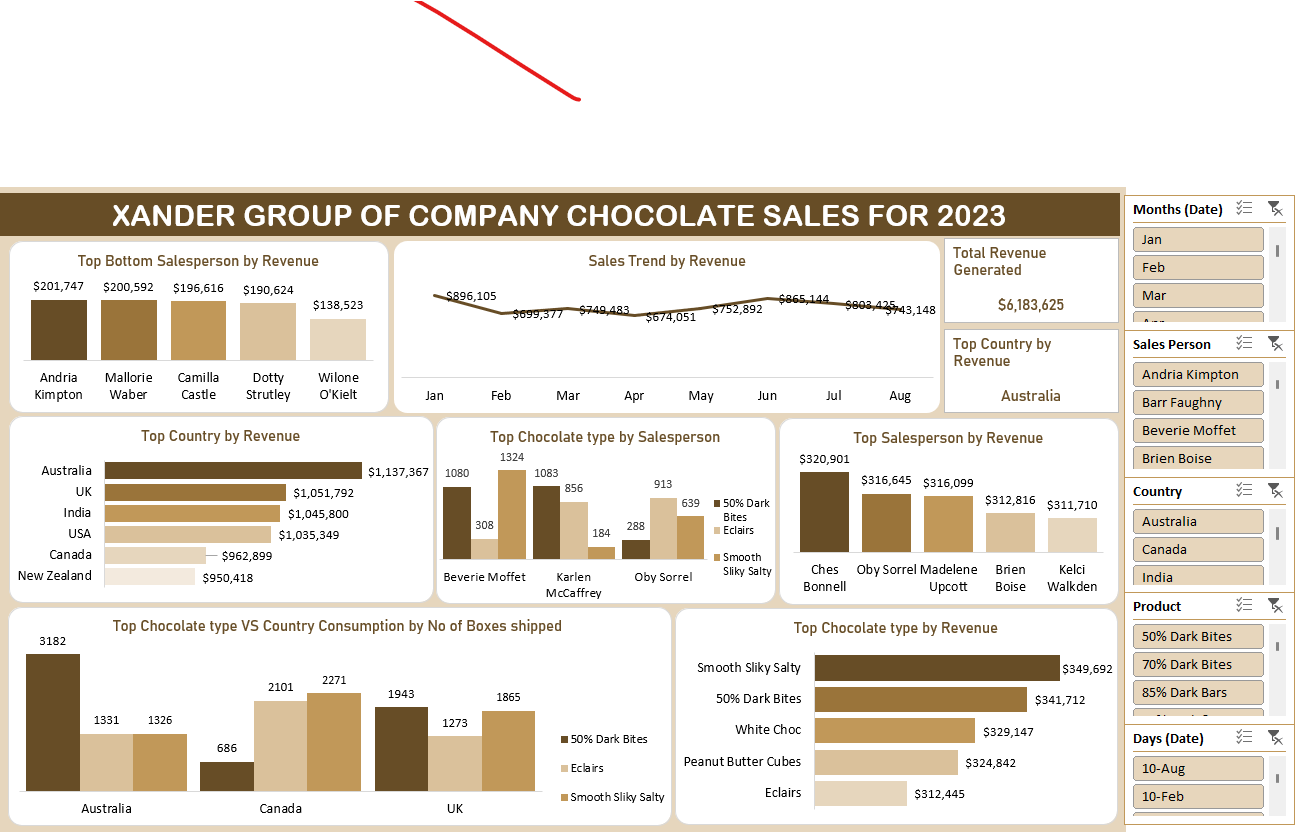 XANDER GROUP OF COMPANY CHOCOLATE SALES FOR 2023
Top Bottom Salesperson by Revenue
$201,747 $200,592 $196,616 $190,624 $138,523
Andria Kimpton
Mallorie Waber
Camilla Castle
Dotty Strutley
Wilone O'Kielt
Sales Trend by Revenue
$896,105 $699,377 $749,483 $674,051 $752,892 $865,144 $803,425 $743,148
Jan Feb Mar Apr May Jun Jul Aug
Total Revenue
Generated
$6,183,625
Top Country by
Revenue
Australia
Top Country by Revenue
Australia $1,137,367
UK $1,051,792
India $1,045,800
USA $1,035,349
Canada $962,899
New Zealand $950,418
Top Chocolate type by Salesperson
1080 308 1324 1083 856 184 288 913 639
Beverie Moffet
Karlen
McCaffrey
Oby Sorrel
50% Dark
Bites
Eclairs
Smooth
Sliky Salty
Top Salesperson by Revenue
$320,901 $316,645 $316,099 $312,816 $311,710
Ches Bonnell
Oby Sorrel
Madelene Upcott
Brien Boise
Kelci Walkden
Top Chocolate type VS Country Consumption by No of Boxes shipped
3182 1331 1326 686 2101 2271 1943 1273 1865
Australia Canada UK
50% Dark Bites
Eclairs
Smooth Sliky Salty
Top Chocolate type by Revenue
Smooth Sliky Salty $349,692
50% Dark Bites $341,712
White Choc $329,147
Peanut Butter Cubes $324,842
Eclairs $312,445
Months (Date)
Jan
Feb
Mar
Sales Person
Andria Kimpton
Barr Faughny
Beverie Moffet
Brien Boise
Country
Australia
Canada
India
Product
50% Dark Bites
70% Dark Bites
85% Dark Bars
Days (Date)
10-Aug
10-Feb